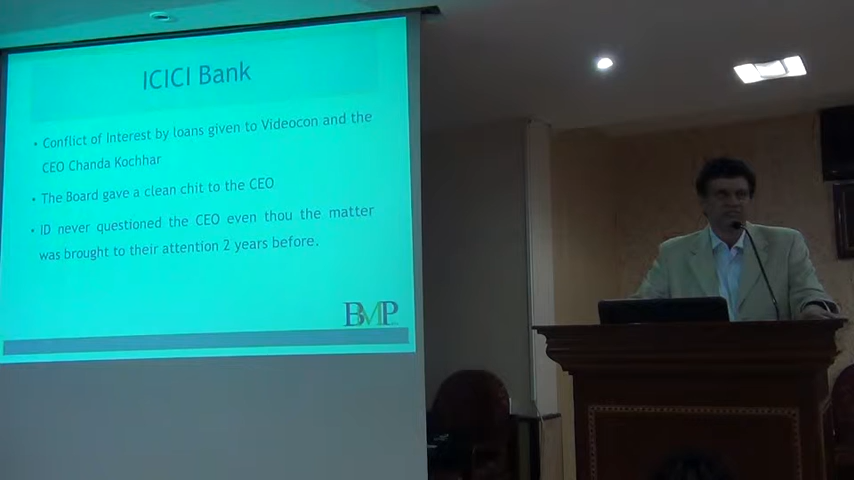 ICICI Bank
• Conflict of interest by loans given to Videocon and the
CEO Chanda Kochhar
• The Board gave a clean chit to the CEO
• ID never questioned the CEO even thou the matter
was brought to their attention 2 years before.
BMP